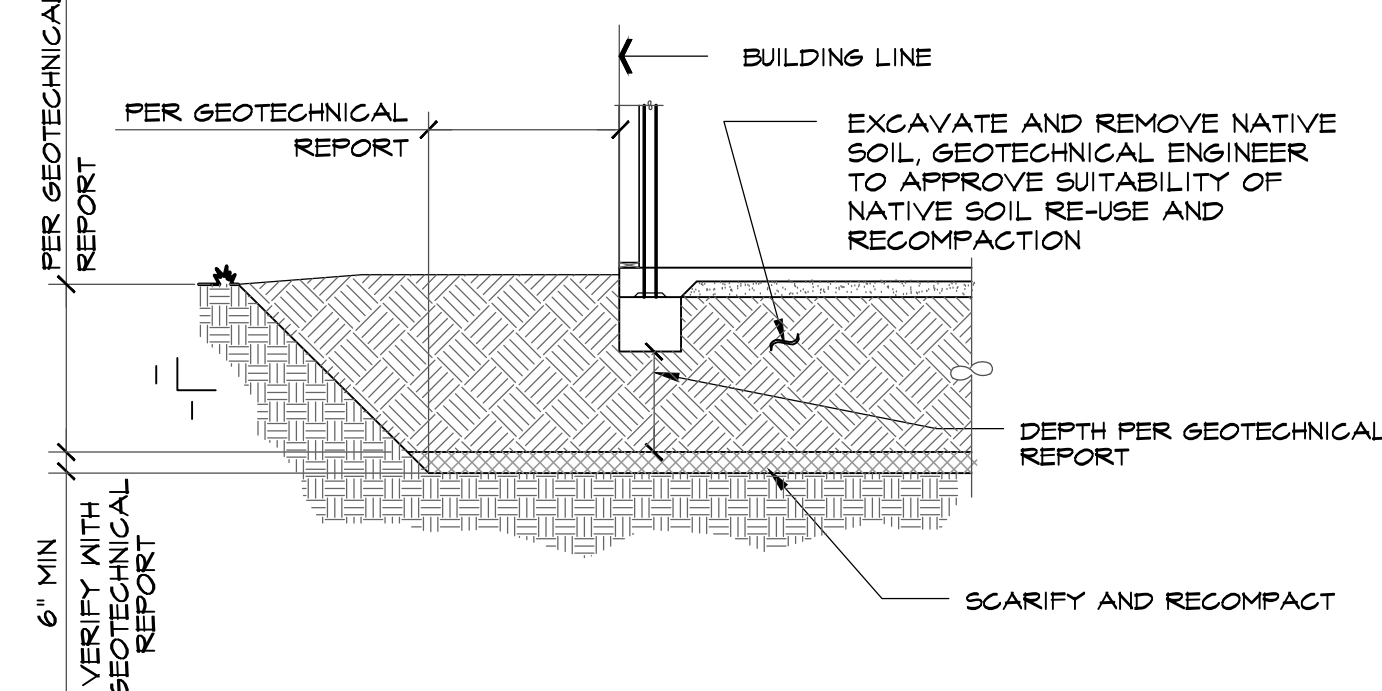 BUILDING LINE
PER GEOTECHNICAL
REPORT
EXCAVATE AND REMOVE NATIVE
SOIL, GEOTECHNICAL ENGINEER
TO APPROVE SUITABILITY OF
NATIVE SOIL RE-USE AND
RECOMPACTION
PER GEOTECHNICAL
REPORT
1
1
DEPTH PER GEOTECHNICAL
REPORT
6" MIN
VERIFY WITH
GEOTECHNICAL
REPORT
SCARIFY AND RECOMPACT